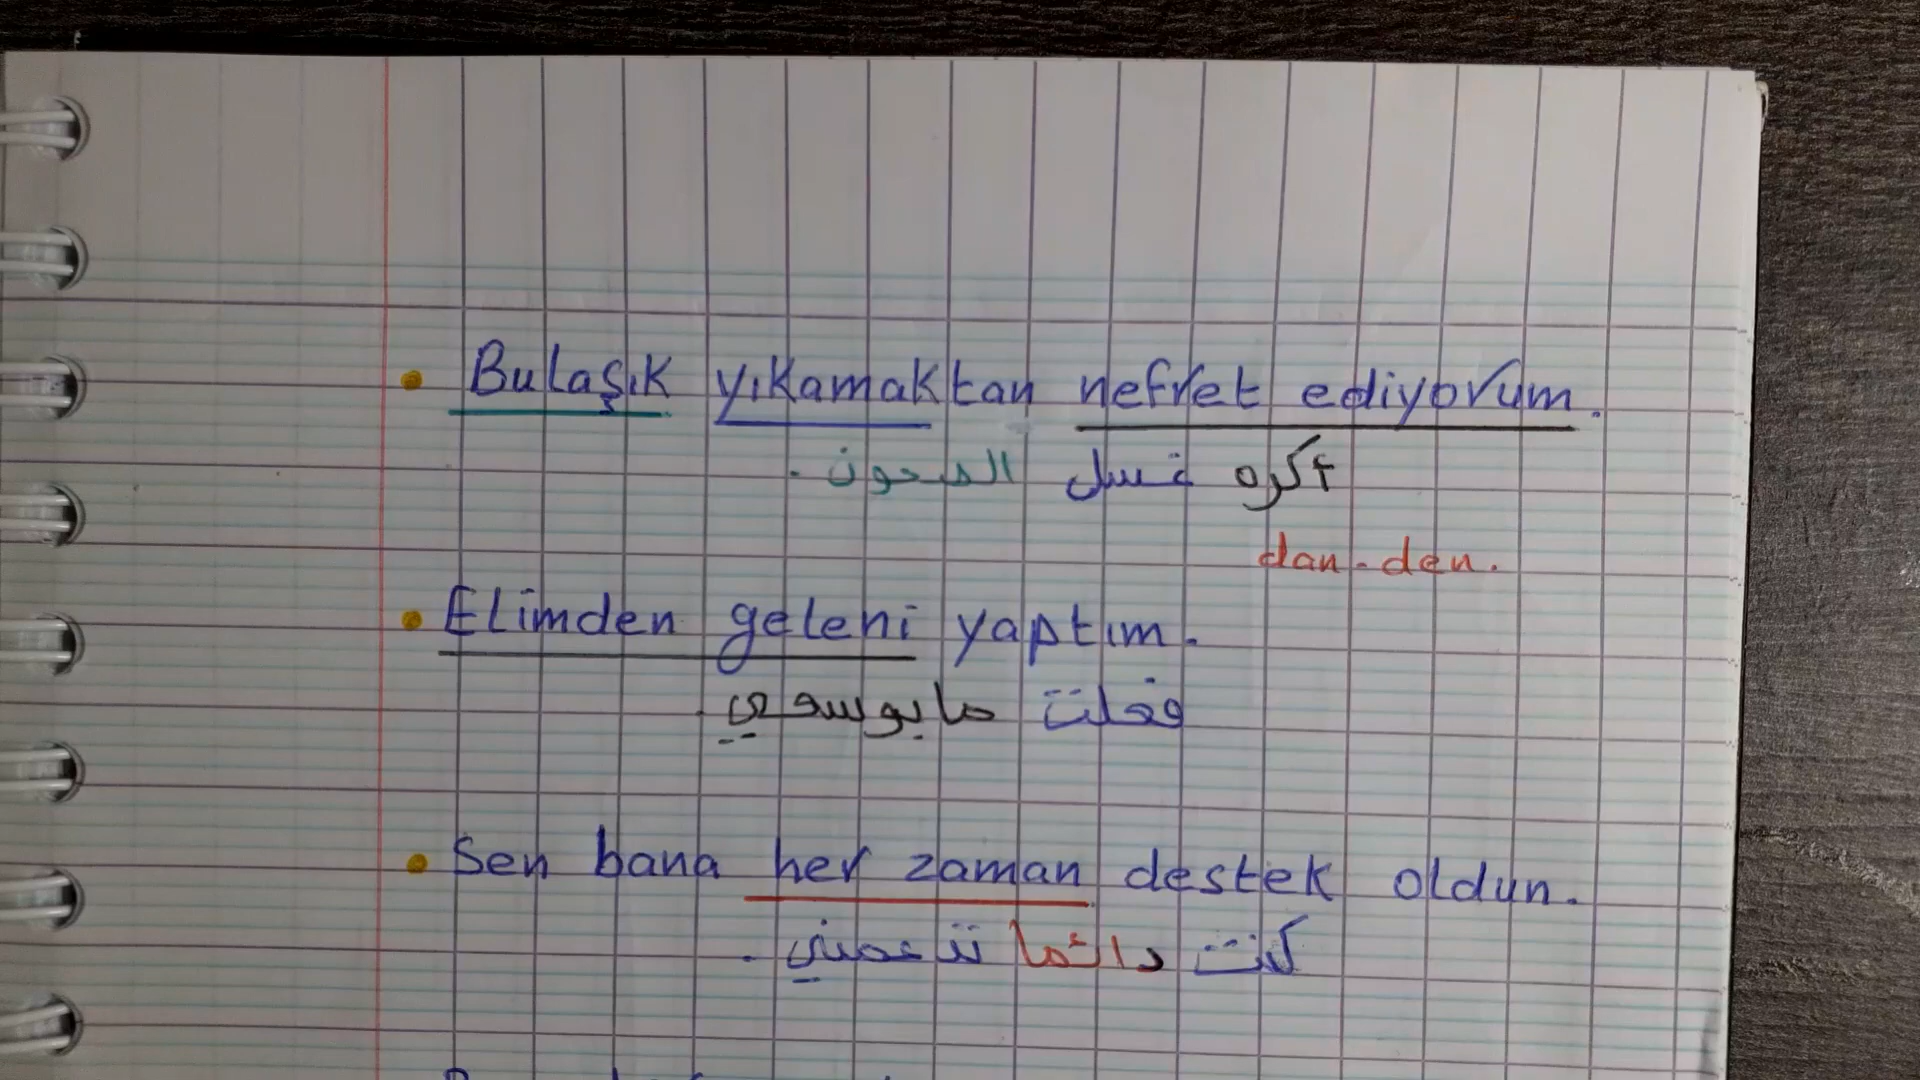 Bulaşık yıkamaktan nefret ediyorum.
أكره غسل الصحون.
dan-den.
Elimden geleni yaptım.
فعلت ما بوسعي.
Sen bana her zaman destek oldun.
كنت دائما تدعمني.